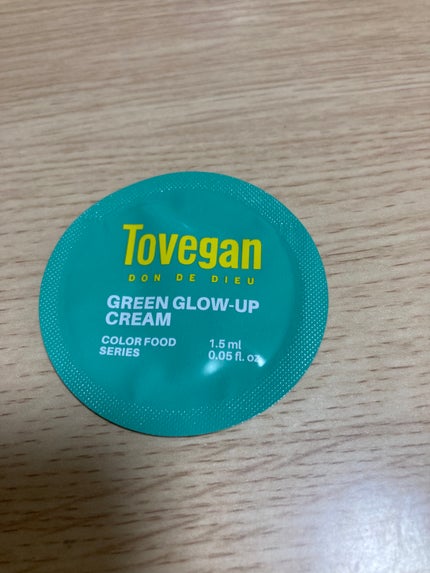 Tovegan
DON DE DIEU
GREEN GLOW-UP
CREAM
COLOR FOOD
SERIES
1.5 ml
0.05 fl. oz